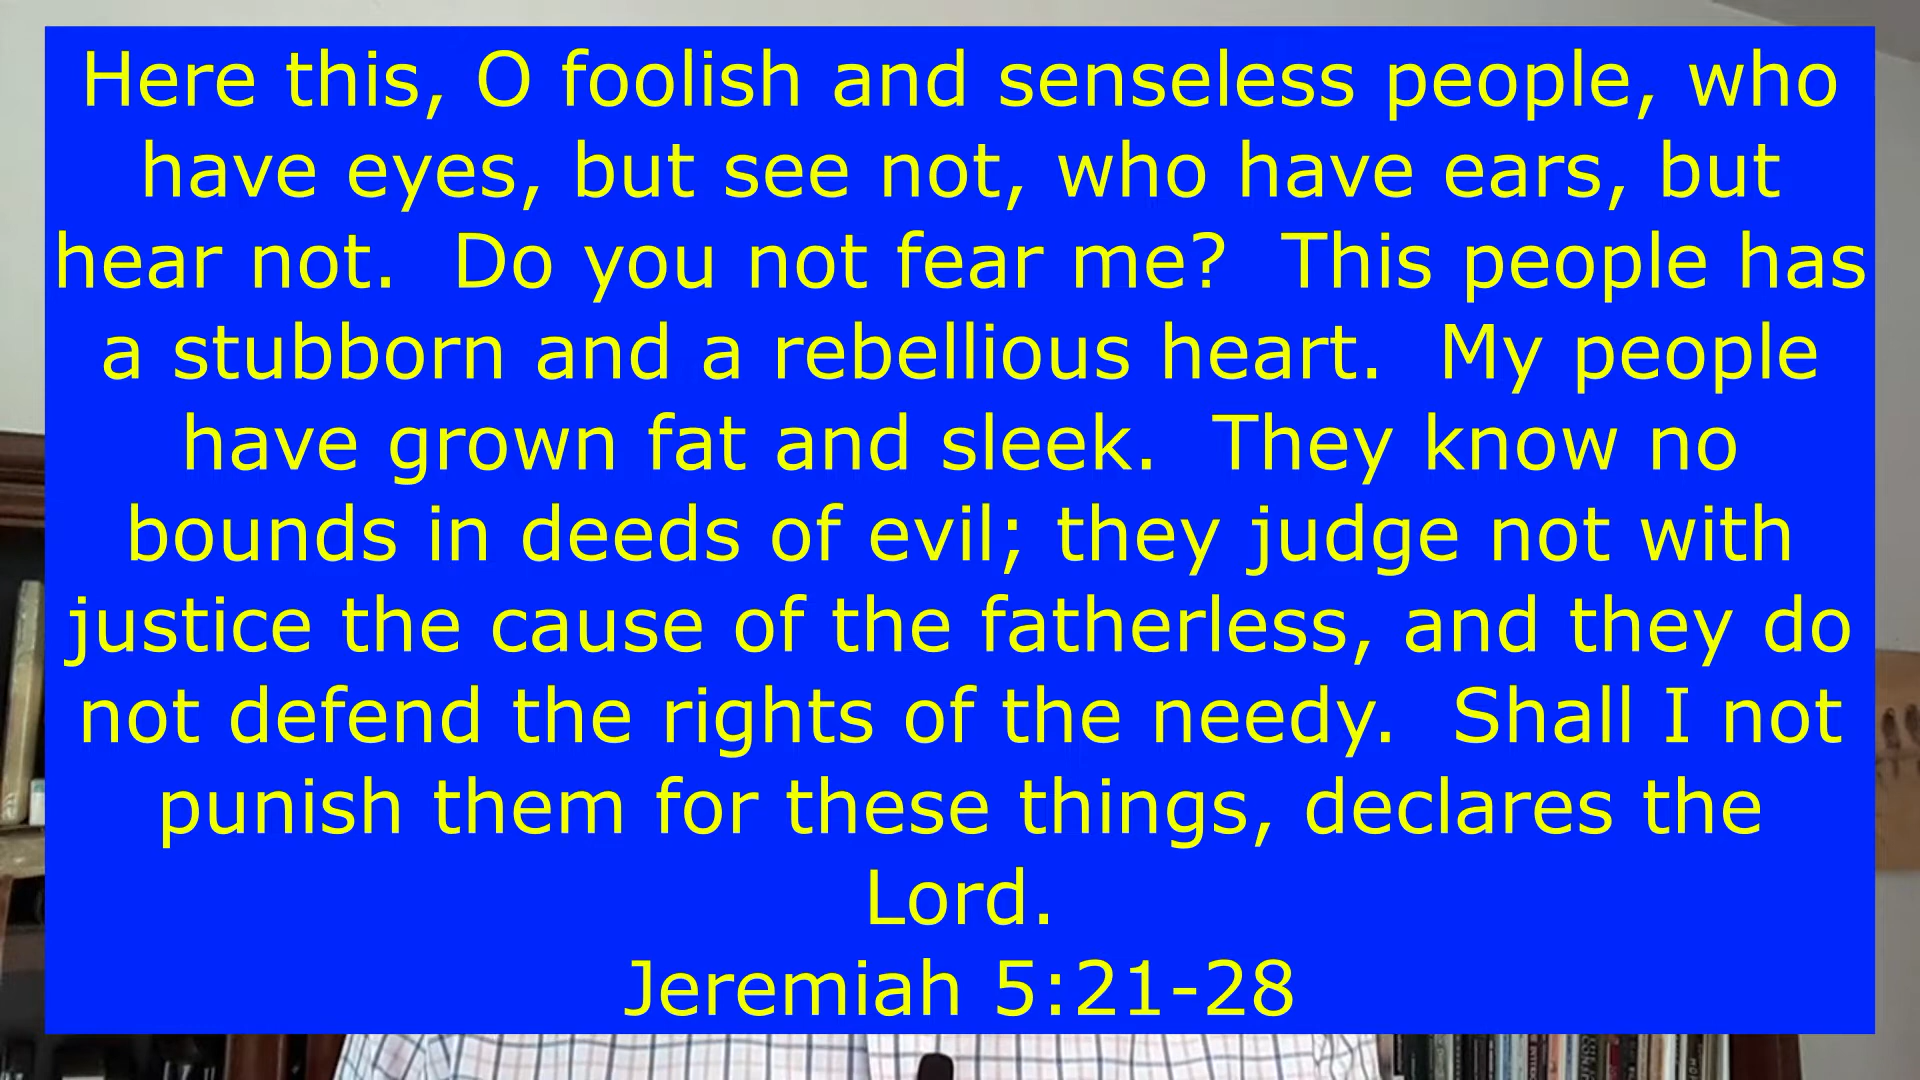 Here this, O foolish and senseless people, who
have eyes, but see not, who have ears, but
hear not.  Do you not fear me?  This people has
a stubborn and a rebellious heart.  My people
have grown fat and sleek.  They know no
bounds in deeds of evil; they judge not with
justice the cause of the fatherless, and they do
not defend the rights of the needy.  Shall I not
punish them for these things, declares the
Lord.
Jeremiah 5:21-28